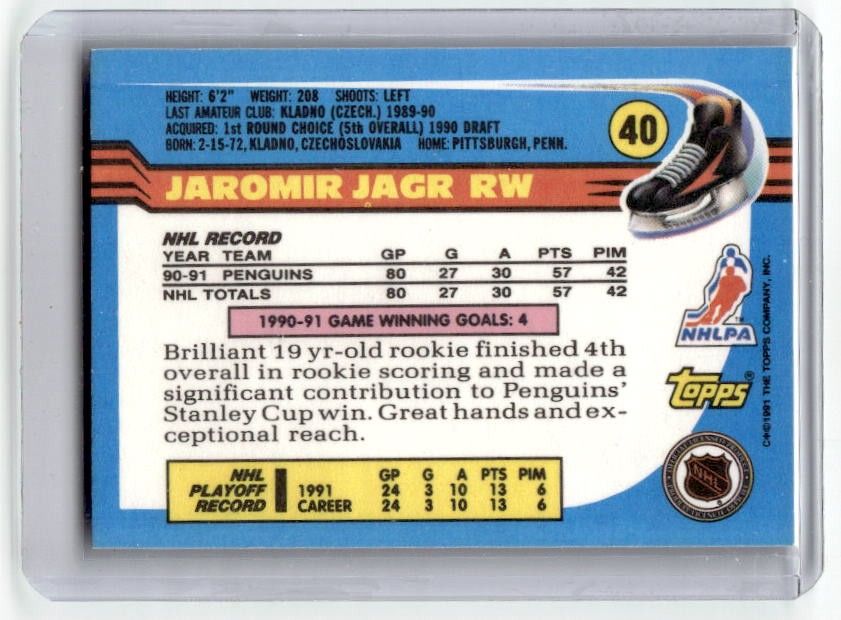 HEIGHT: 6'2" WEIGHT: 208 SHOOTS: LEFT
LAST AMATEUR CLUB: KLADNO (CZECH.) 1989-90
ACQUIRED: 1st ROUND CHOICE (5th OVERALL) 1990 DRAFT
BORN: 2-15-72, KLADNO, CZECHOSLOVAKIA HOME: PITTSBURGH, PENN.
40
JAROMIR JAGR RW
NHL RECORD
YEAR TEAM GP G A PTS PIM
90-91 PENGUINS 80 27 30 57 42
NHL TOTALS 80 27 30 57 42
1990-91 GAME WINNING GOALS: 4
Brilliant 19 yr-old rookie finished 4th
overall in rookie scoring and made a
significant contribution to Penguins'
Stanley Cup win. Great hands and ex-
ceptional reach.
NHL PLAYOFF RECORD
GP G A PTS PIM
1991 24 3 10 13 6
CAREER 24 3 10 13 6
NHLPA
TM
topps®
NHL
C✻©1991 THE TOPPS COMPANY, INC.